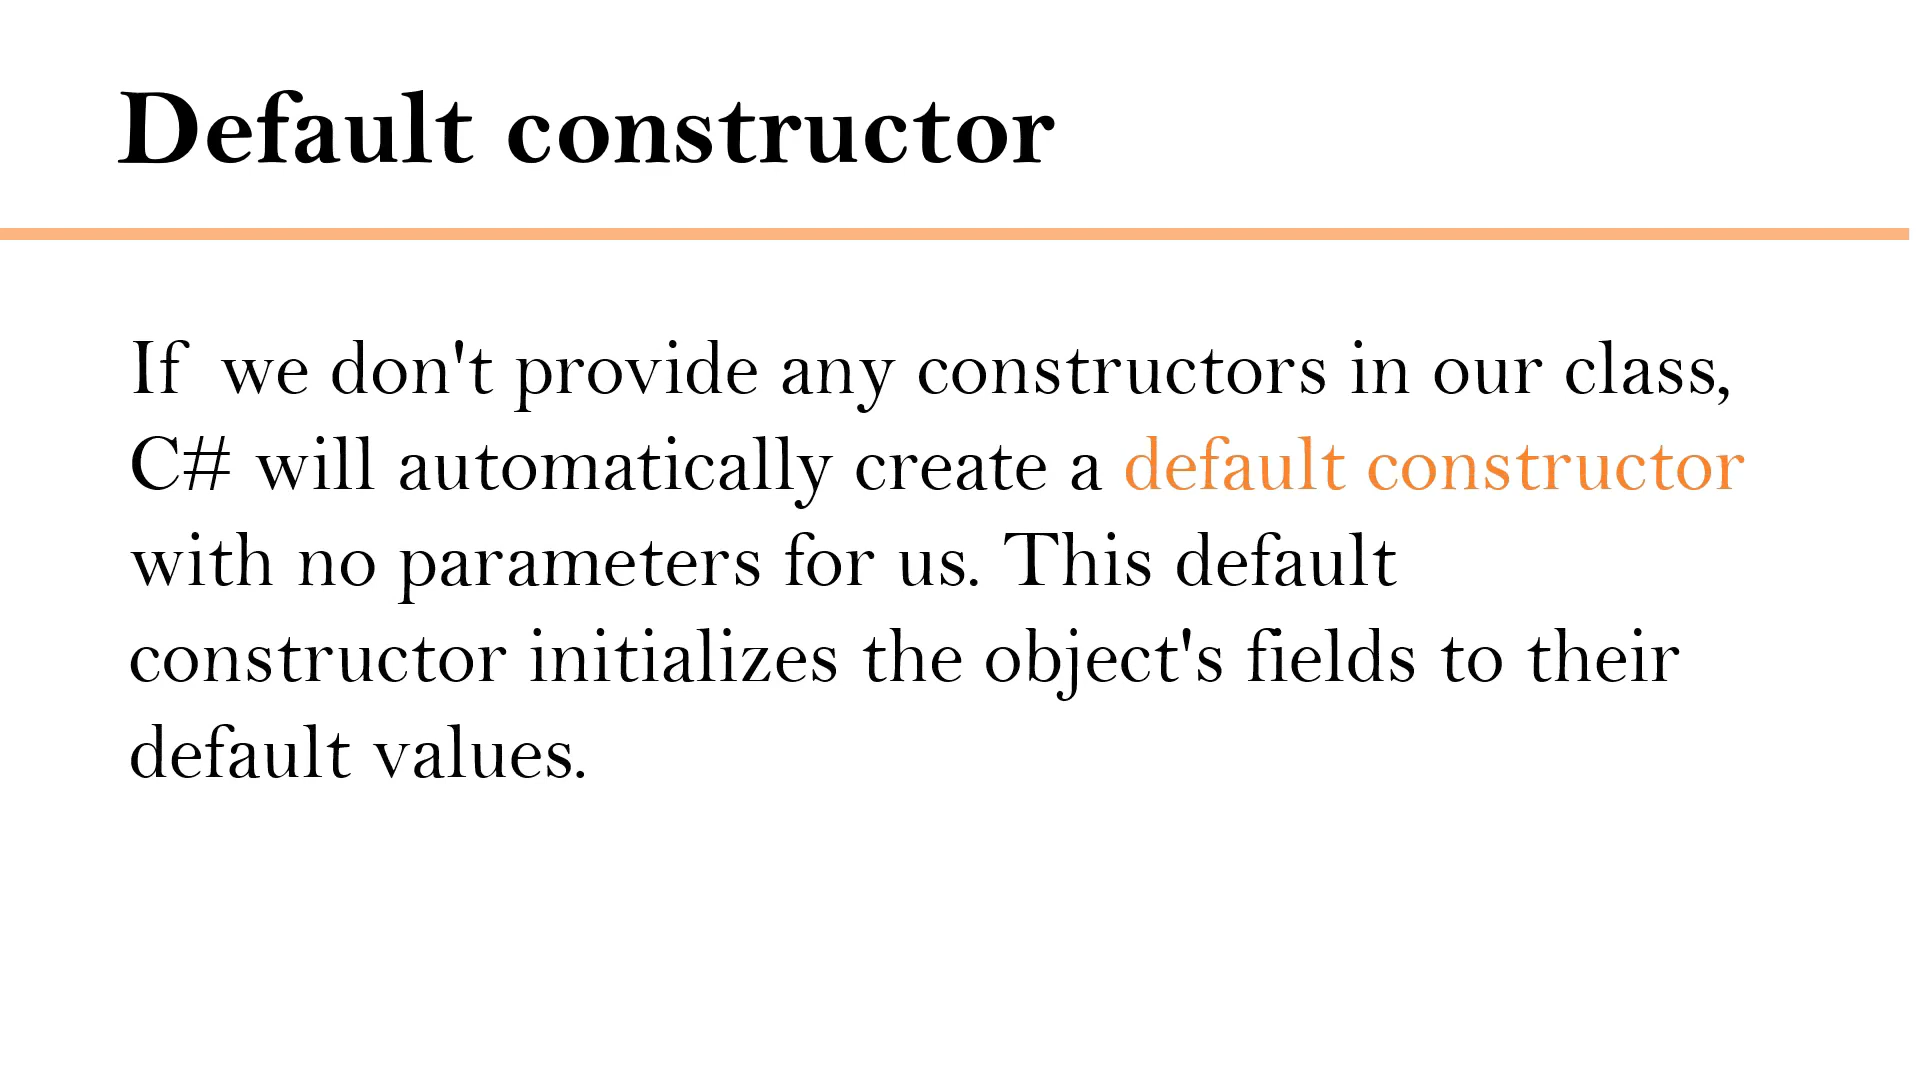 Default constructor
If  we don't provide any constructors in our class,
C# will automatically create a default constructor
with no parameters for us. This default
constructor initializes the object's fields to their
default values.